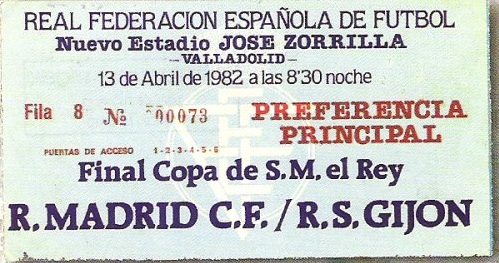 REAL FEDERACION ESPAÑOLA DE FUTBOL
Nuevo Estadio JOSE ZORRILLA
-VALLADOLID-
13 de Abril de 1982 a las 8'30 noche
Fila 8 Nº 00073
PREFERENCIA
PRINCIPAL
PUERTAS DE ACCESO 1-2-3-4-5-6
Final Copa de S.M. el Rey
R. MADRID C.F. / R.S. GIJON